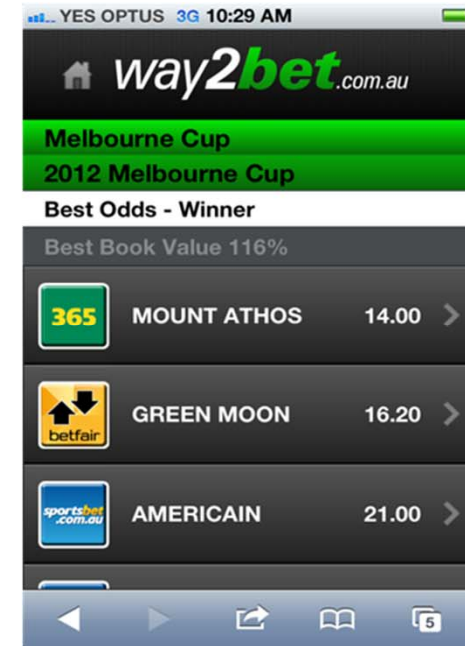 YES OPTUS 3G 10:29 AM
way2bet.com.au
Melbourne Cup
2012 Melbourne Cup
Best Odds - Winner
Best Book Value 116%
365 MOUNT ATHOS 14.00
betfair GREEN MOON 16.20
sportsbet.com.au AMERICAIN 21.00
5